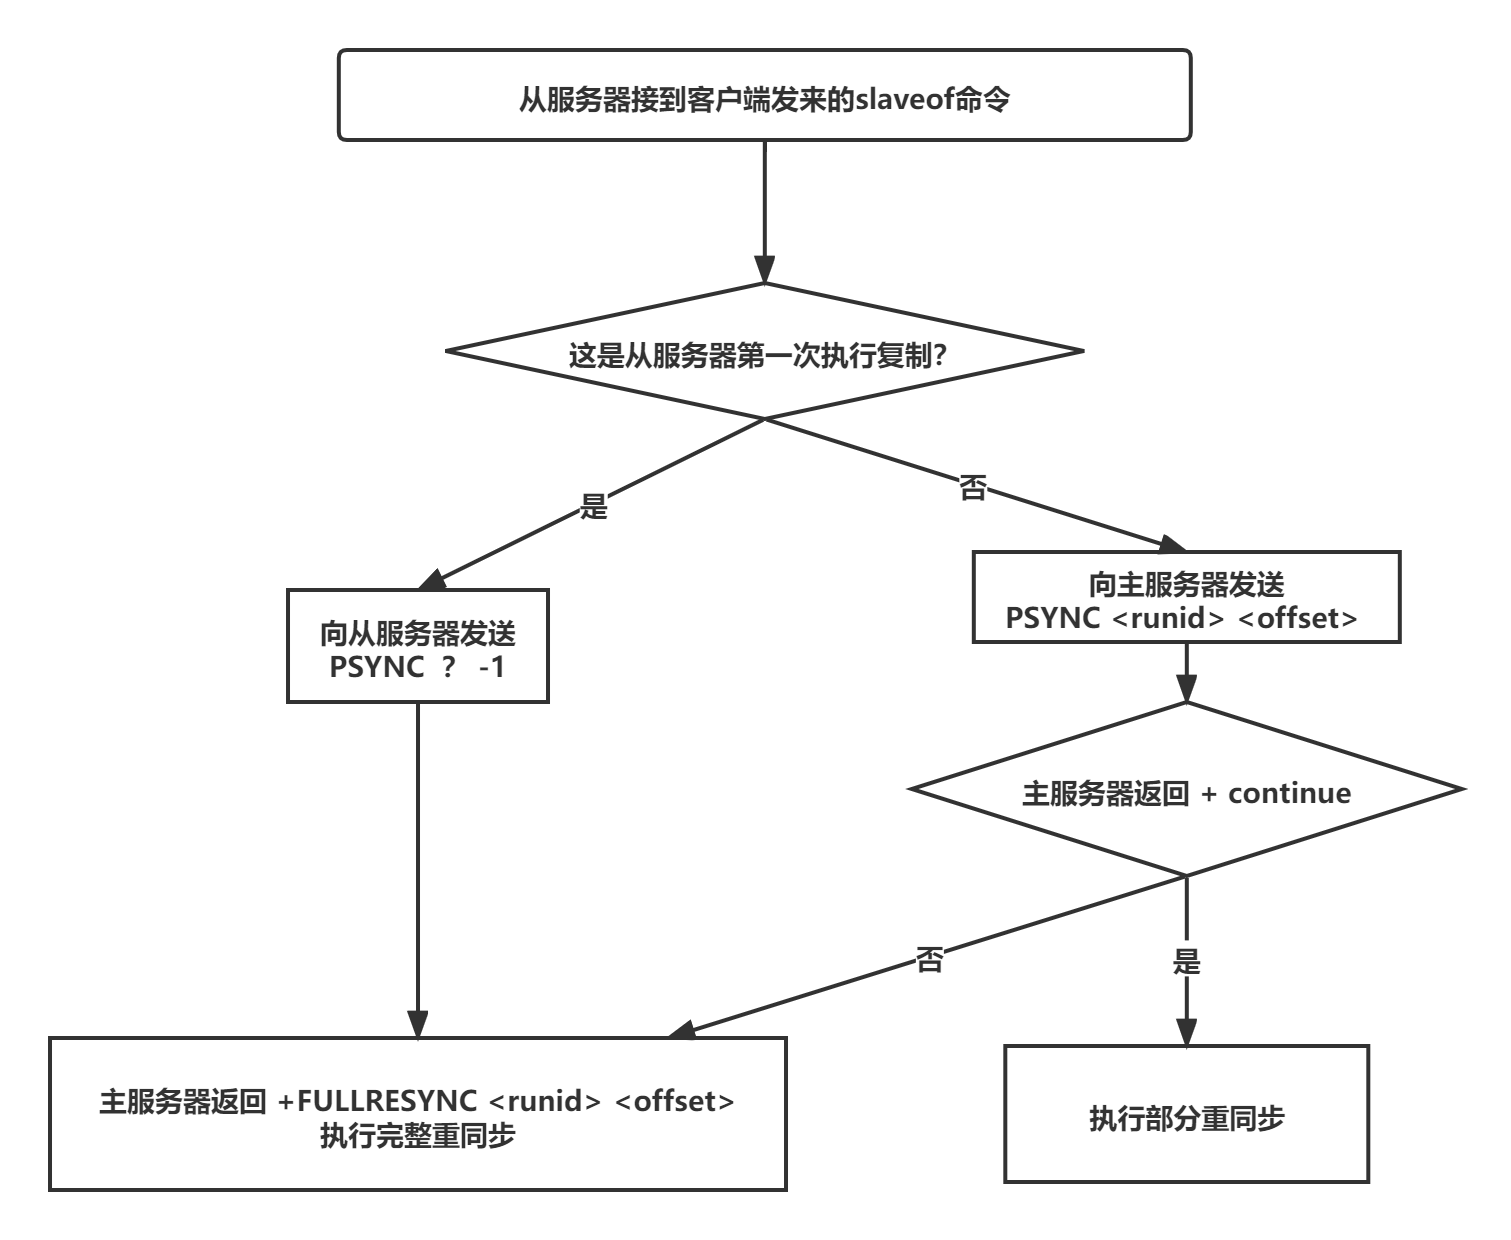 从服务器接到客户端发来的slaveof命令
这是从服务器第一次执行复制？
是
否
向从服务器发送
PSYNC ？ -1
向主服务器发送
PSYNC <runid> <offset>
主服务器返回 + continue
否
是
主服务器返回 +FULLRESYNC <runid> <offset>
执行完整重同步
执行部分重同步